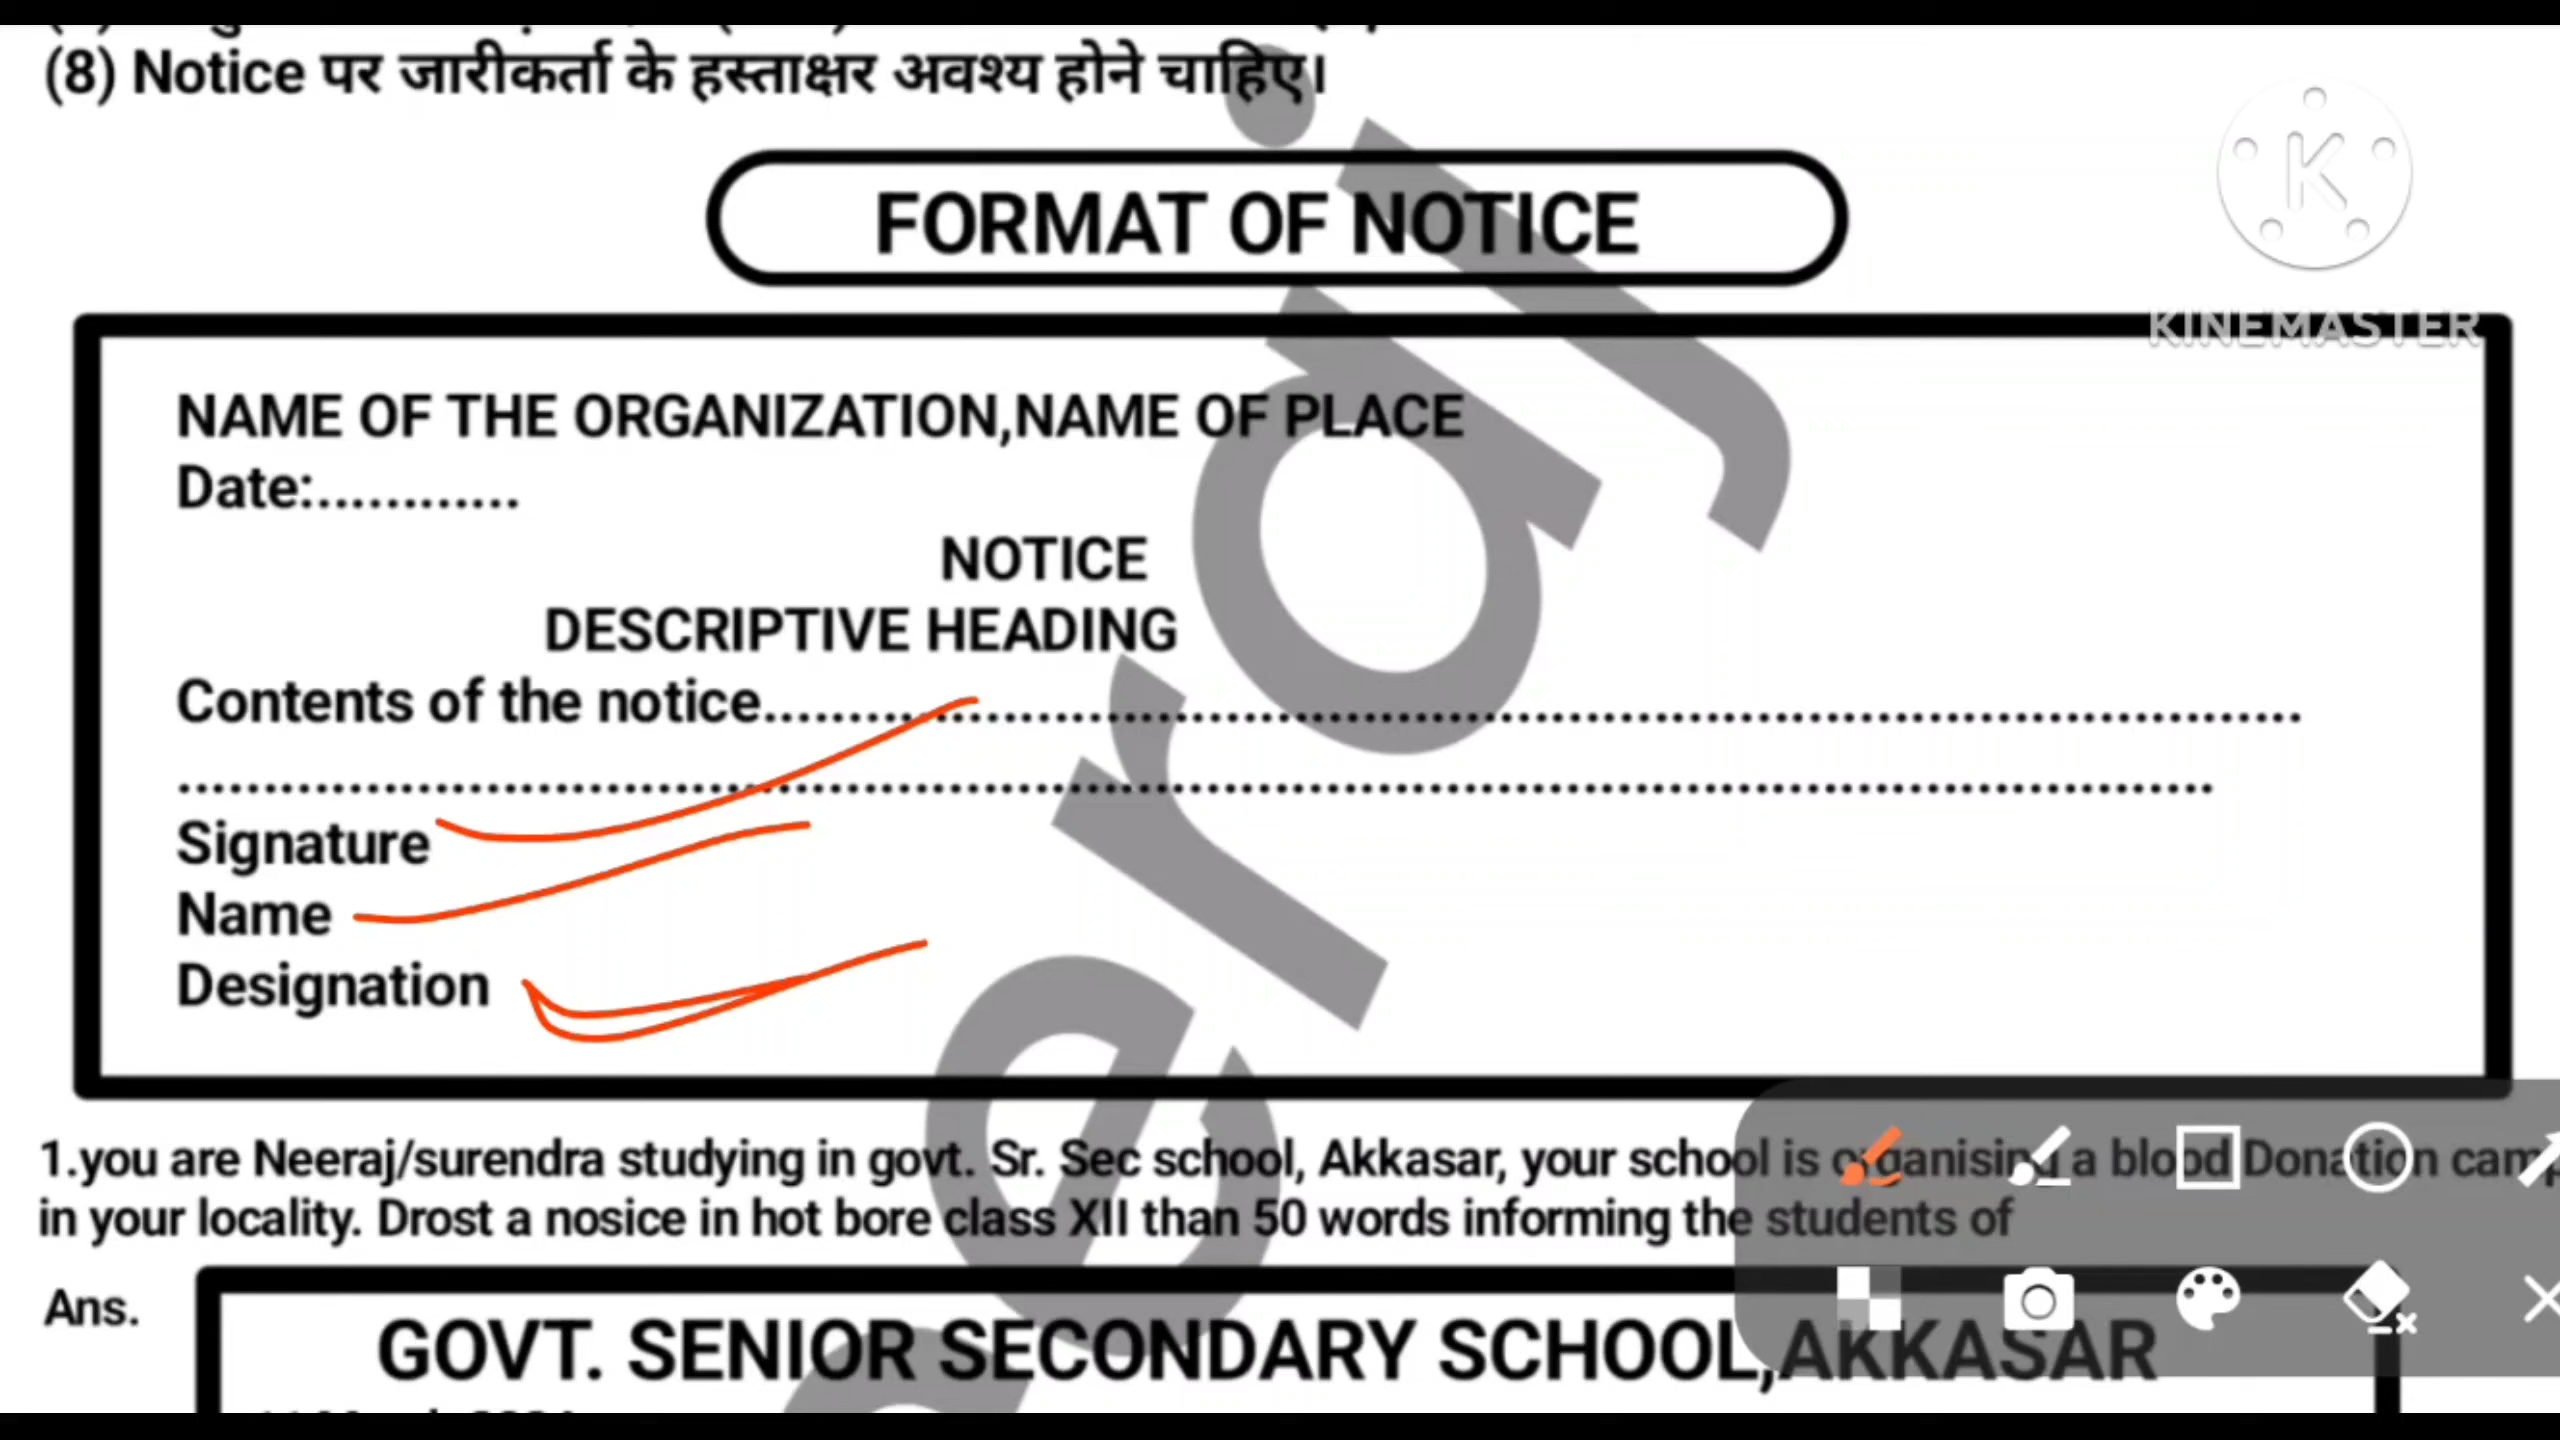 (8) Notice पर जारीकर्ता के हस्ताक्षर अवश्य होने चाहिए।
FORMAT OF NOTICE
KINEMASTER
NAME OF THE ORGANIZATION,NAME OF PLACE
Date:............
NOTICE
DESCRIPTIVE HEADING
Contents of the notice..........................................................................................
........................................................................................................................
Signature
Name
Designation
1.you are Neeraj/surendra studying in govt. Sr. Sec school, Akkasar, your school is organising a blood Donation camp
in your locality. Drost a nosice in hot bore class XII than 50 words informing the students of
Ans.
GOVT. SENIOR SECONDARY SCHOOL,AKKASAR